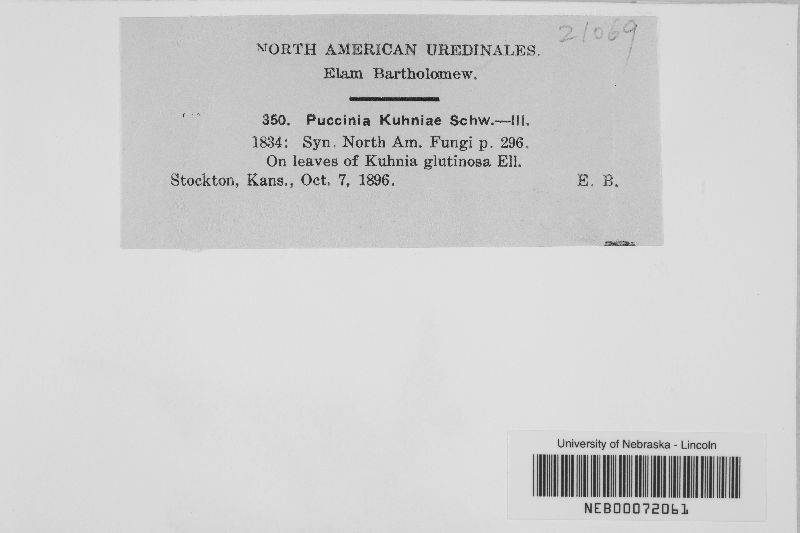 21069
NORTH AMERICAN UREDINALES.
Elam Bartholomew.
350. Puccinia Kuhniae Schw.—III.
1834: Syn. North Am. Fungi p. 296.
On leaves of Kuhnia glutinosa Ell.
Stockton, Kans., Oct. 7, 1896. E. B.
University of Nebraska - Lincoln
NEB00072061